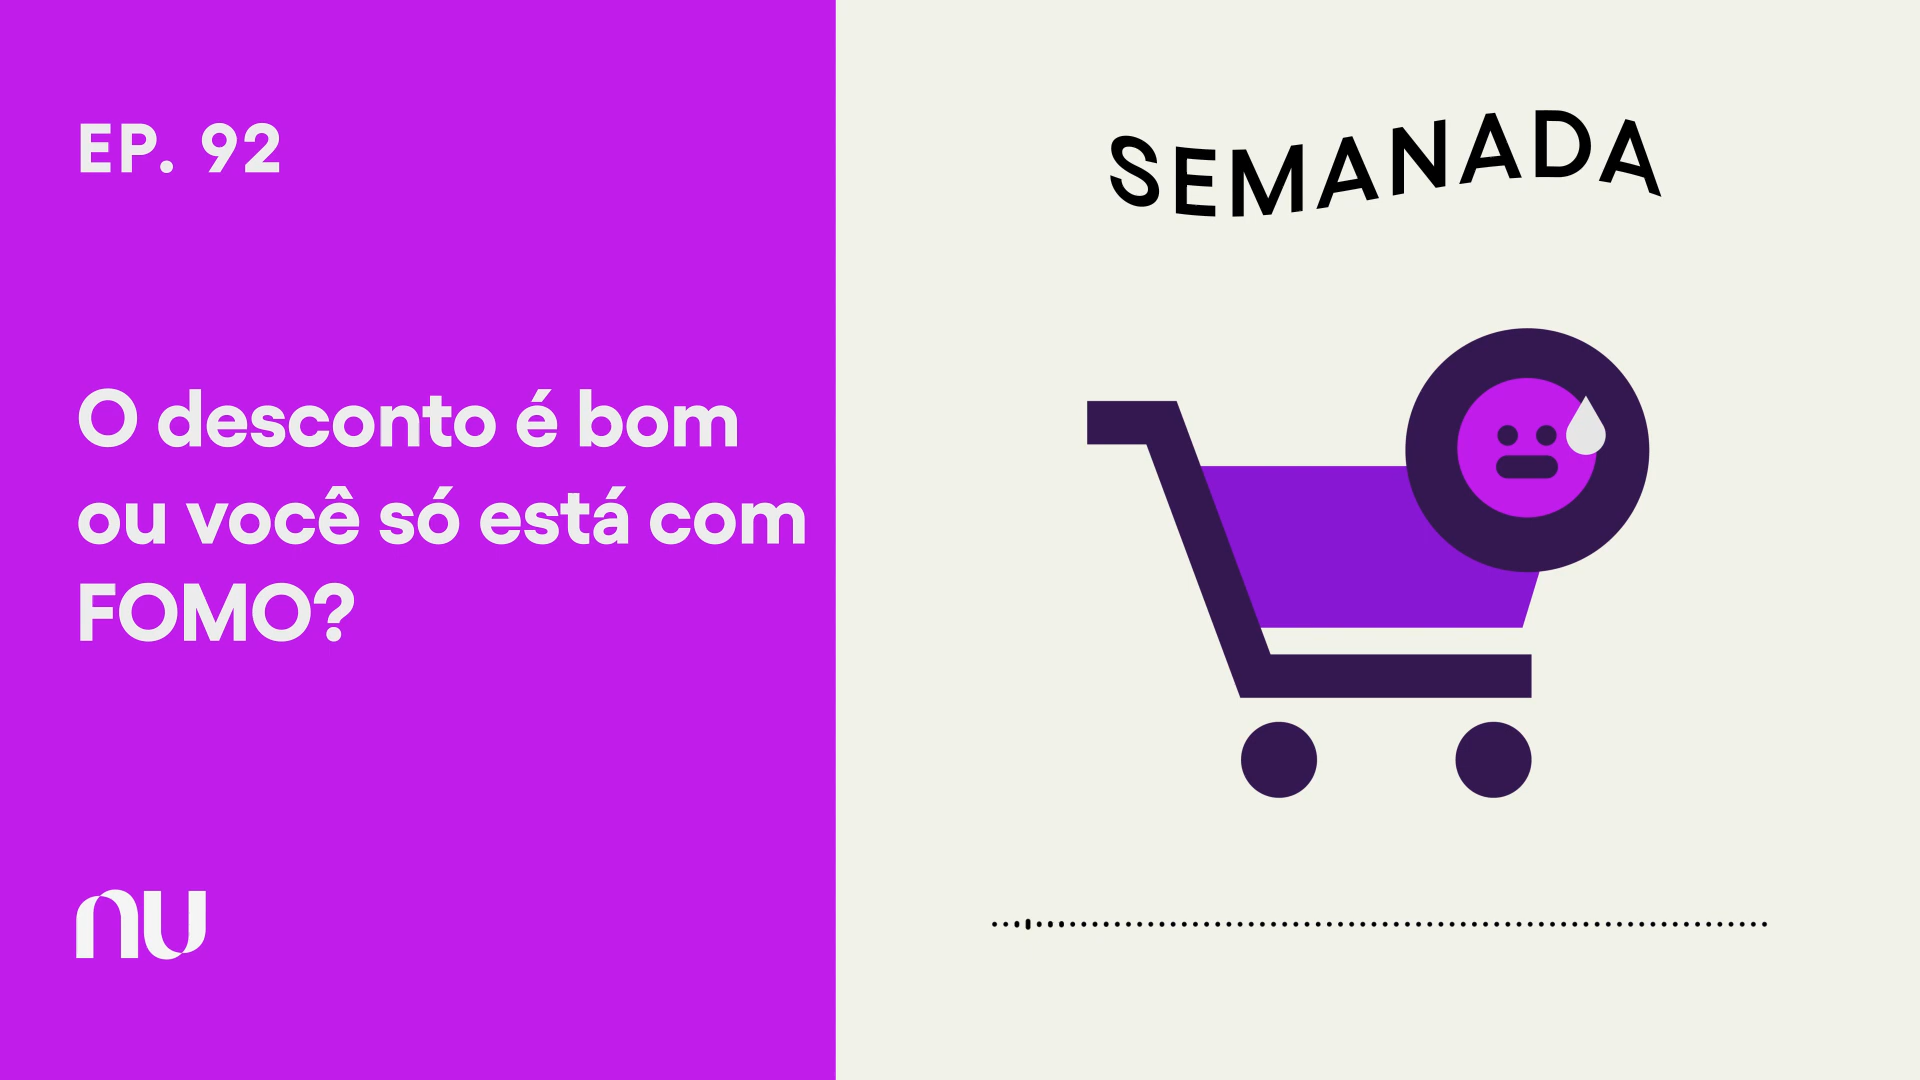 EP. 92
O desconto é bom
ou você só está com
FOMO?
nu
SEMANADA